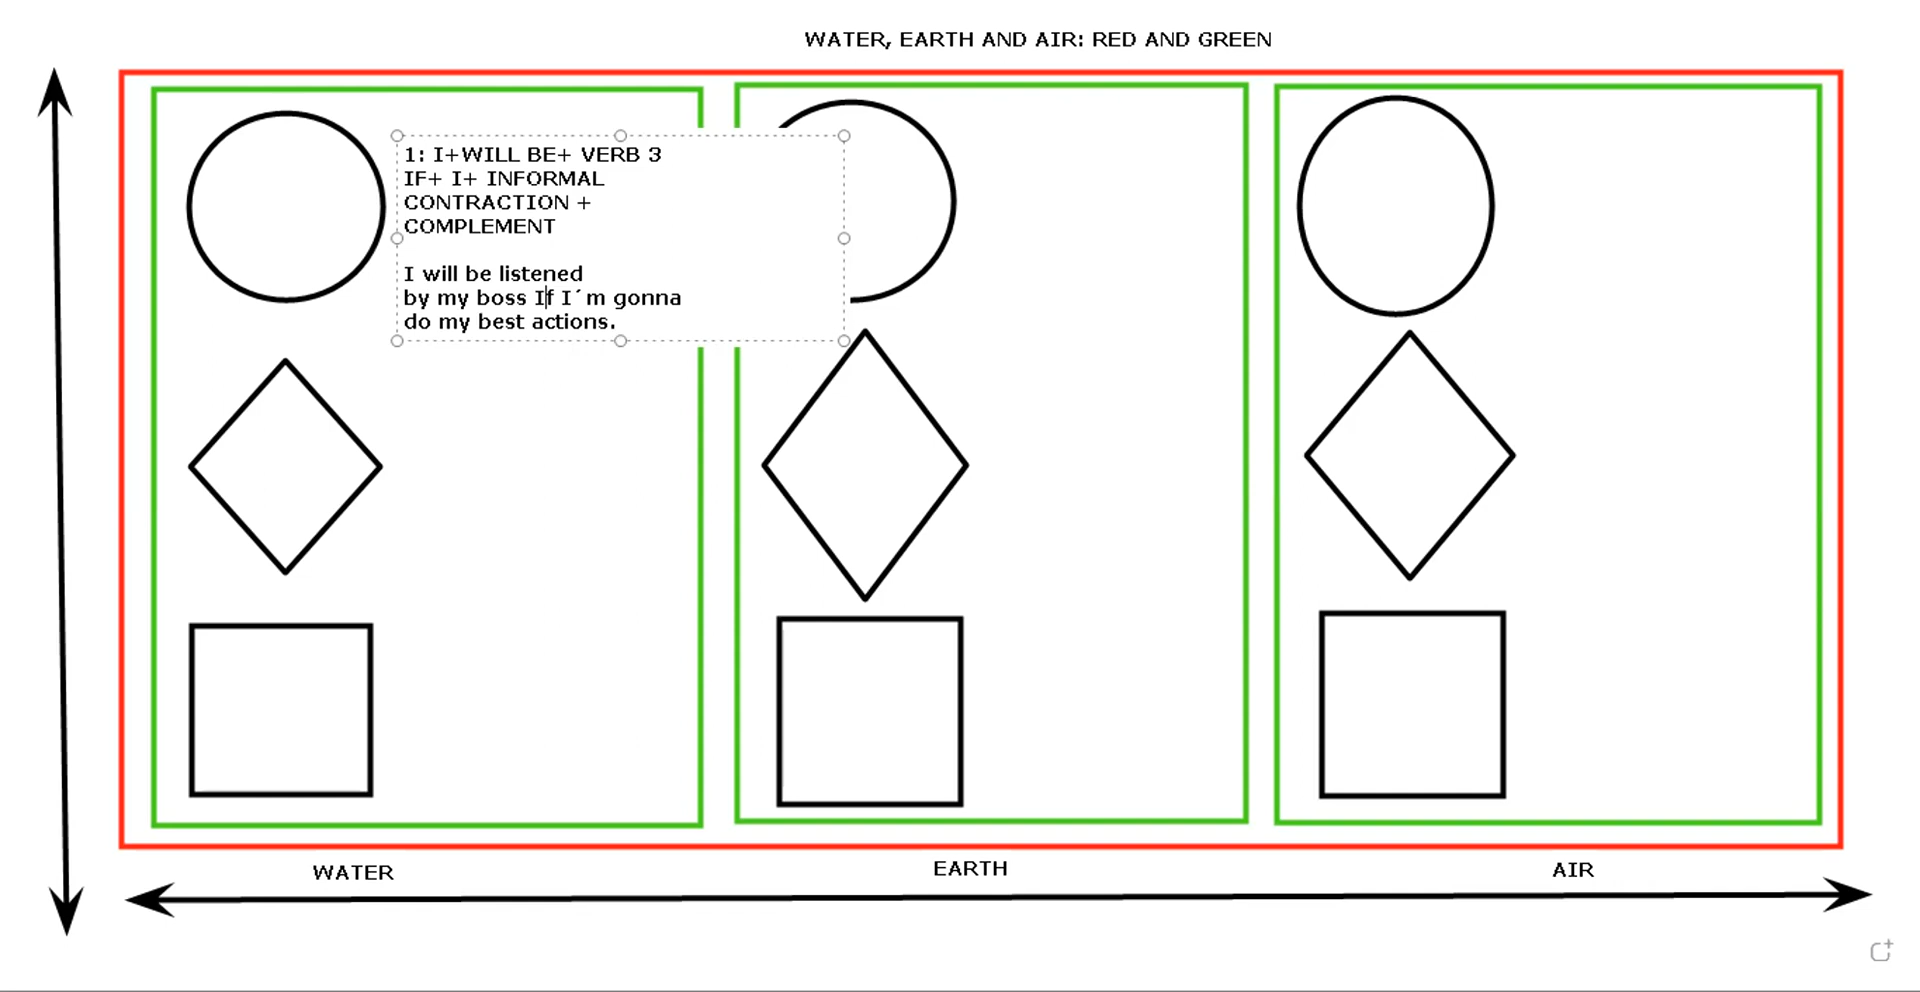 WATER, EARTH AND AIR: RED AND GREEN
1: I+WILL BE+ VERB 3
IF+ I+ INFORMAL
CONTRACTION +
COMPLEMENT
I will be listened
by my boss If I´m gonna
do my best actions.
WATER
EARTH
AIR